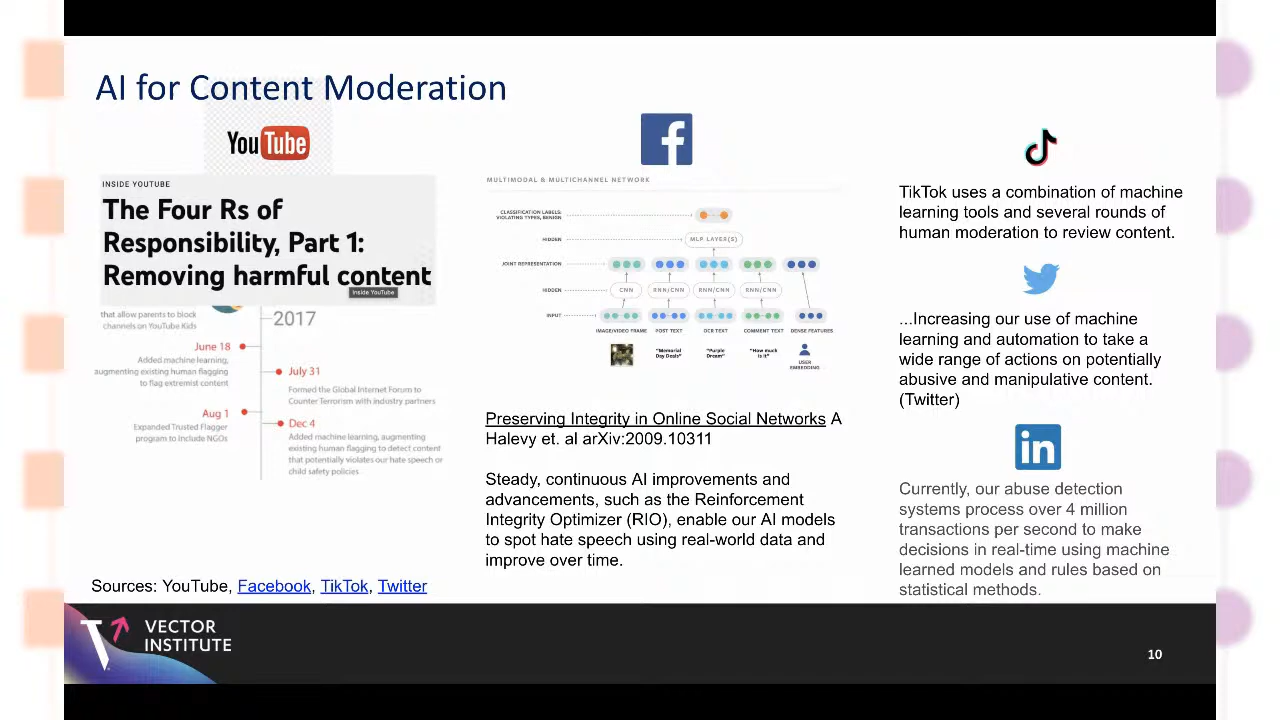 AI for Content Moderation
YouTube
INSIDE YOUTUBE
The Four Rs of
Responsibility, Part 1:
Removing harmful content
Inside YouTube
that allow parents to block
channels on YouTube Kids
2017
June 18
Added machine learning,
augmenting existing human flagging
to flag extremist content
July 31
Formed the Global Internet Forum to
Counter Terrorism with industry partners
Aug 1
Expanded Trusted Flagger
program to Include NGOs
Dec 4
Added machine learning, augmenting
existing human flagging to detect content
that potentially violates our hate speech or
child safety policies
Sources: YouTube, Facebook, TikTok, Twitter
MULTIMODAL & MULTICHANNEL NETWORK
CLASSIFICATION LABELS:
VIOLATING TYPES, BENIGN
HIDDEN
MLP LAYER(S)
JOINT REPRESENTATION
HIDDEN
CNN
RNN/CNN
RNN/CNN
RNN/CNN
INPUT
IMAGE/VIDEO FRAME
POST TEXT
OCR TEXT
COMMENT TEXT
DENSE FEATURES
"Memorial
Day Deals"
"Purple
Dream"
"How much
is it"
USER
EMBEDDING
Preserving Integrity in Online Social Networks A
Halevy et. al arXiv:2009.10311
Steady, continuous AI improvements and
advancements, such as the Reinforcement
Integrity Optimizer (RIO), enable our AI models
to spot hate speech using real-world data and
improve over time.
TikTok uses a combination of machine
learning tools and several rounds of
human moderation to review content.
...Increasing our use of machine
learning and automation to take a
wide range of actions on potentially
abusive and manipulative content.
(Twitter)
in
Currently, our abuse detection
systems process over 4 million
transactions per second to make
decisions in real-time using machine
learned models and rules based on
statistical methods.
VECTOR
INSTITUTE
10